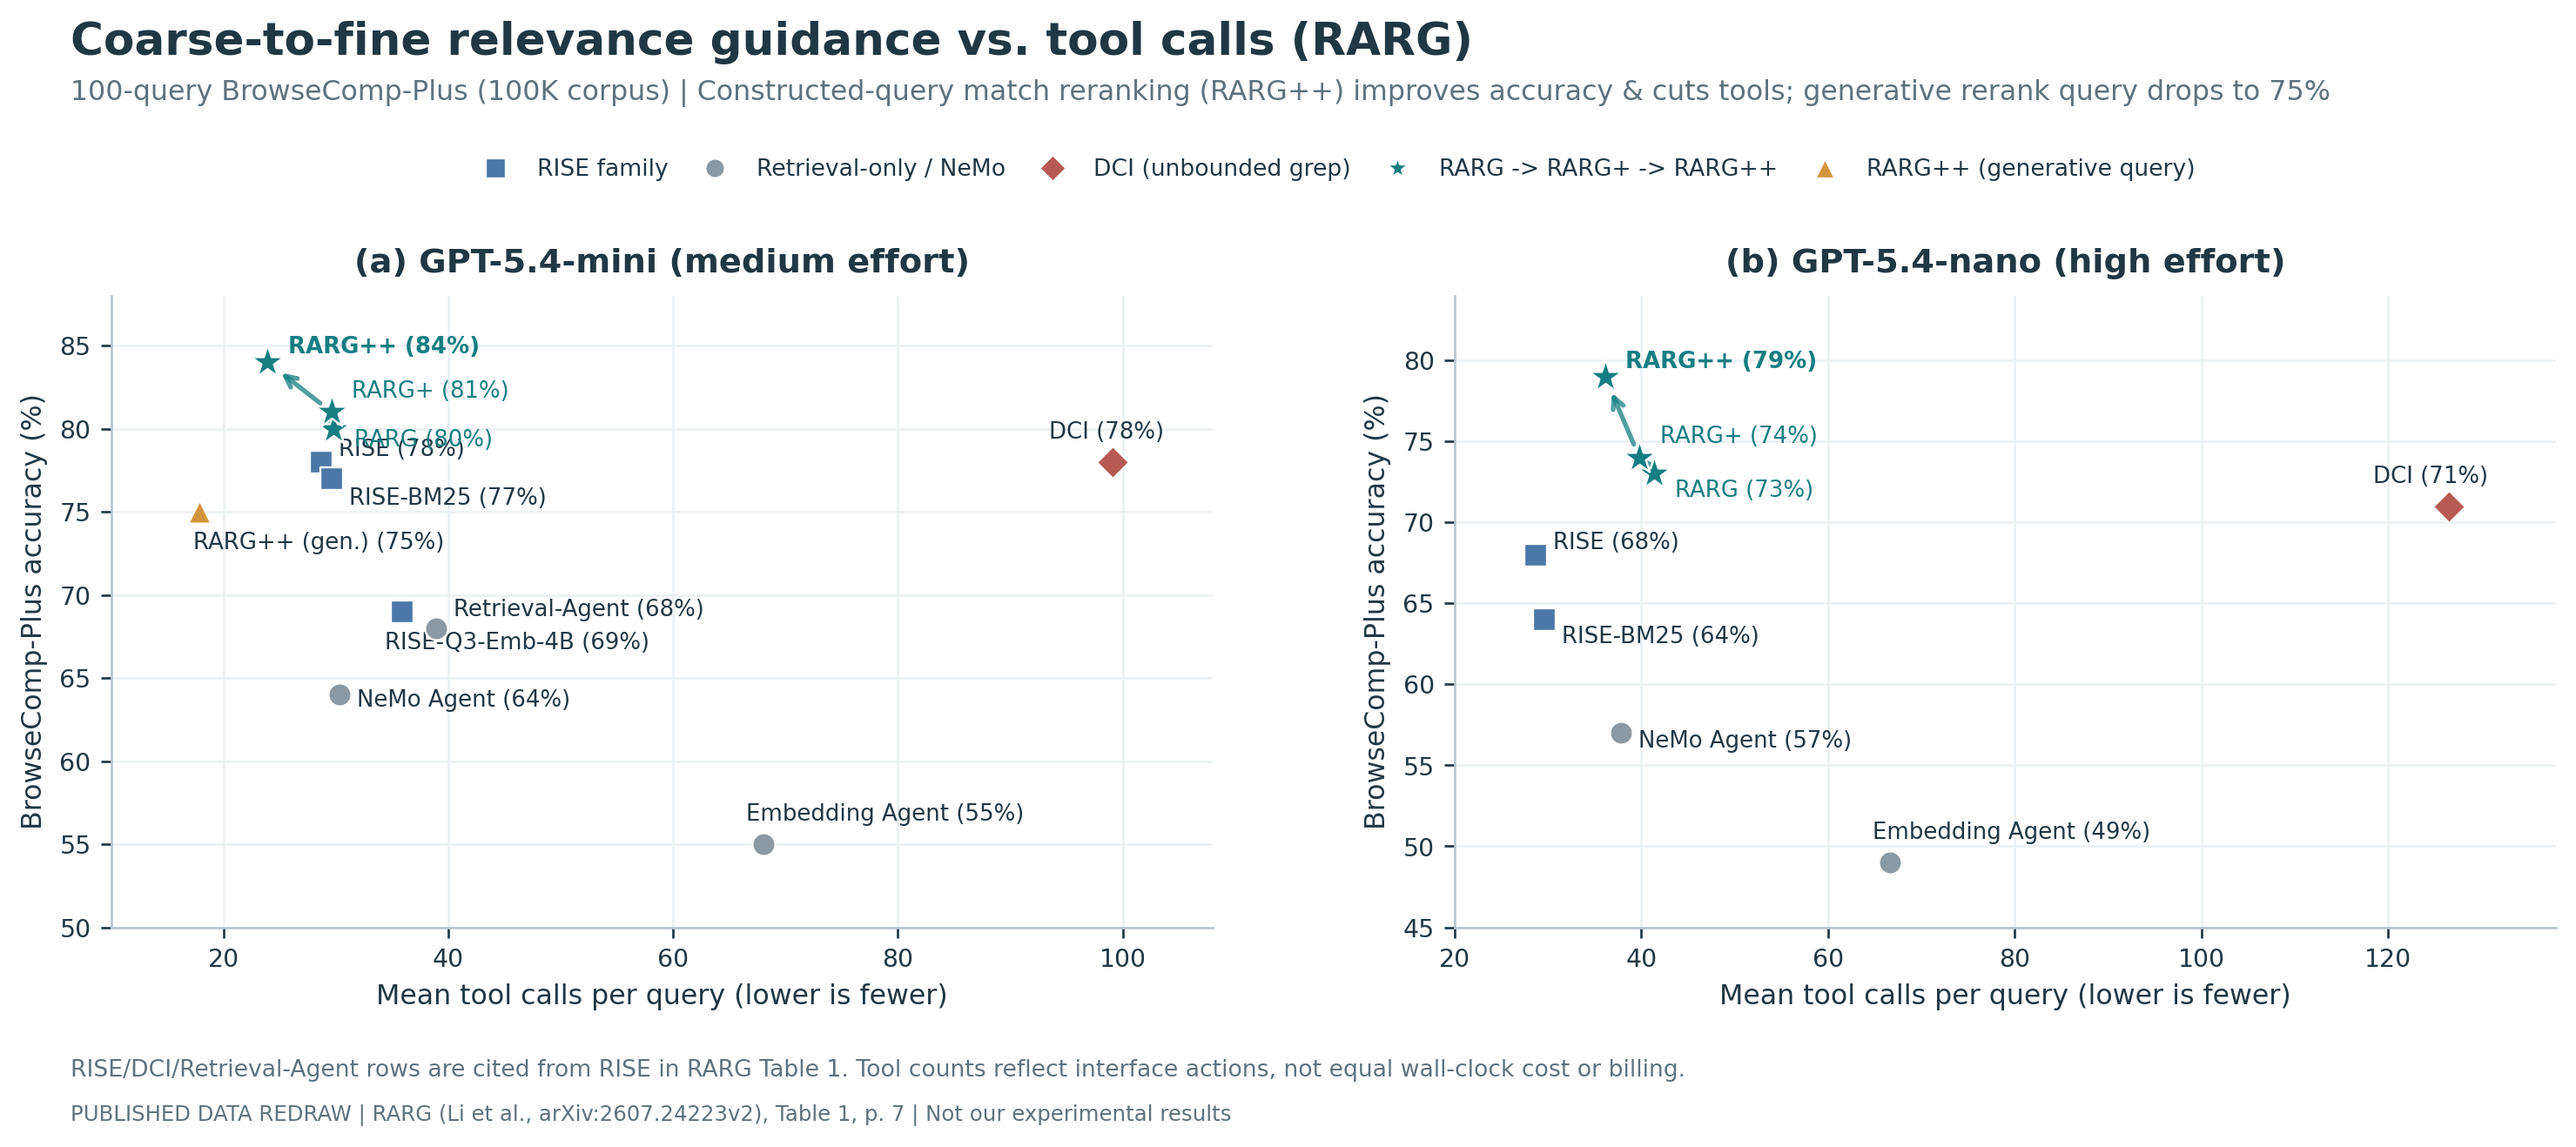 Coarse-to-fine relevance guidance vs. tool calls (RARG)
100-query BrowseComp-Plus (100K corpus) | Constructed-query match reranking (RARG++) improves accuracy & cuts tools; generative rerank query drops to 75%
RISE family
Retrieval-only / NeMo
DCI (unbounded grep)
RARG -> RARG+ -> RARG++
RARG++ (generative query)
(a) GPT-5.4-mini (medium effort)
BrowseComp-Plus accuracy (%)
85
80
75
70
65
60
55
50
RARG++ (84%)
RARG+ (81%)
RARG (80%)
RISE (78%)
DCI (78%)
RISE-BM25 (77%)
RARG++ (gen.) (75%)
Retrieval-Agent (68%)
RISE-Q3-Emb-4B (69%)
NeMo Agent (64%)
Embedding Agent (55%)
20
40
60
80
100
Mean tool calls per query (lower is fewer)
(b) GPT-5.4-nano (high effort)
BrowseComp-Plus accuracy (%)
80
75
70
65
60
55
50
45
RARG++ (79%)
RARG+ (74%)
RARG (73%)
DCI (71%)
RISE (68%)
RISE-BM25 (64%)
NeMo Agent (57%)
Embedding Agent (49%)
20
40
60
80
100
120
Mean tool calls per query (lower is fewer)
RISE/DCI/Retrieval-Agent rows are cited from RISE in RARG Table 1. Tool counts reflect interface actions, not equal wall-clock cost or billing.
PUBLISHED DATA REDRAW | RARG (Li et al., arXiv:2607.24223v2), Table 1, p. 7 | Not our experimental results